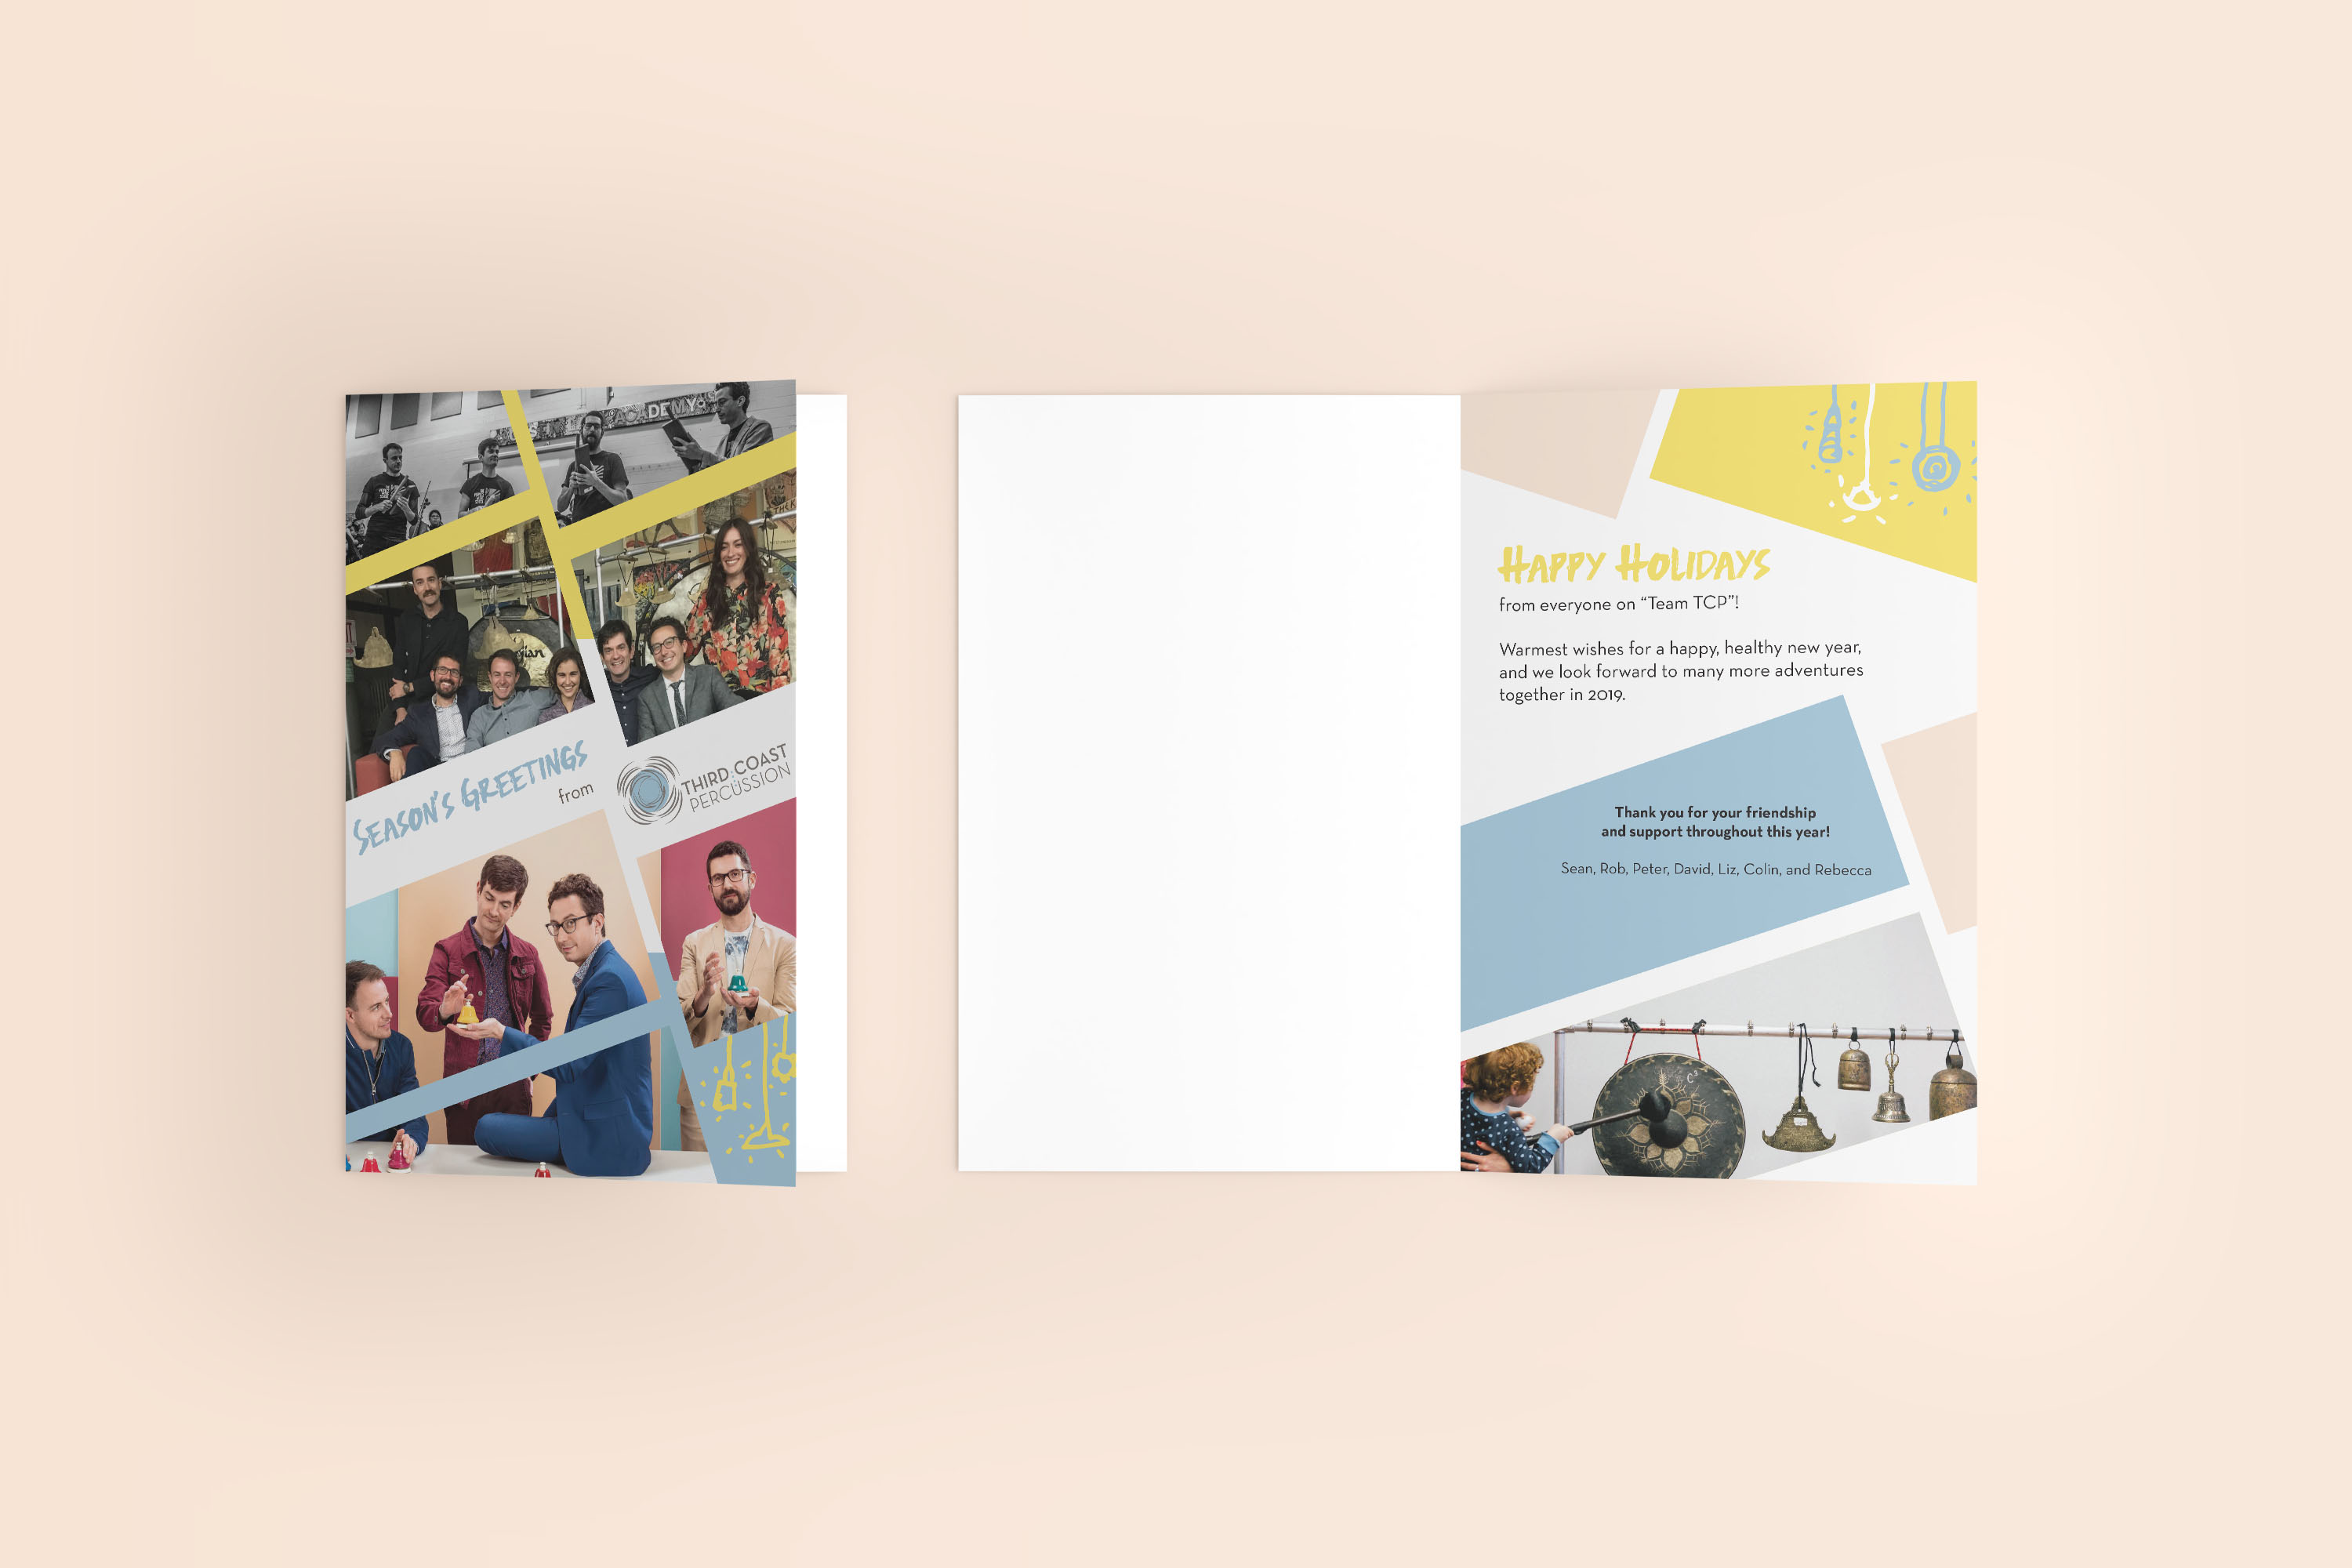 ACADEMY
SEASON'S GREETINGS
from
THIRD COAST
PERCUSSION
HAPPY HOLIDAYS
from everyone on “Team TCP”!
Warmest wishes for a happy, healthy new year,
and we look forward to many more adventures
together in 2019.
Thank you for your friendship
and support throughout this year!
Sean, Rob, Peter, David, Liz, Colin, and Rebecca